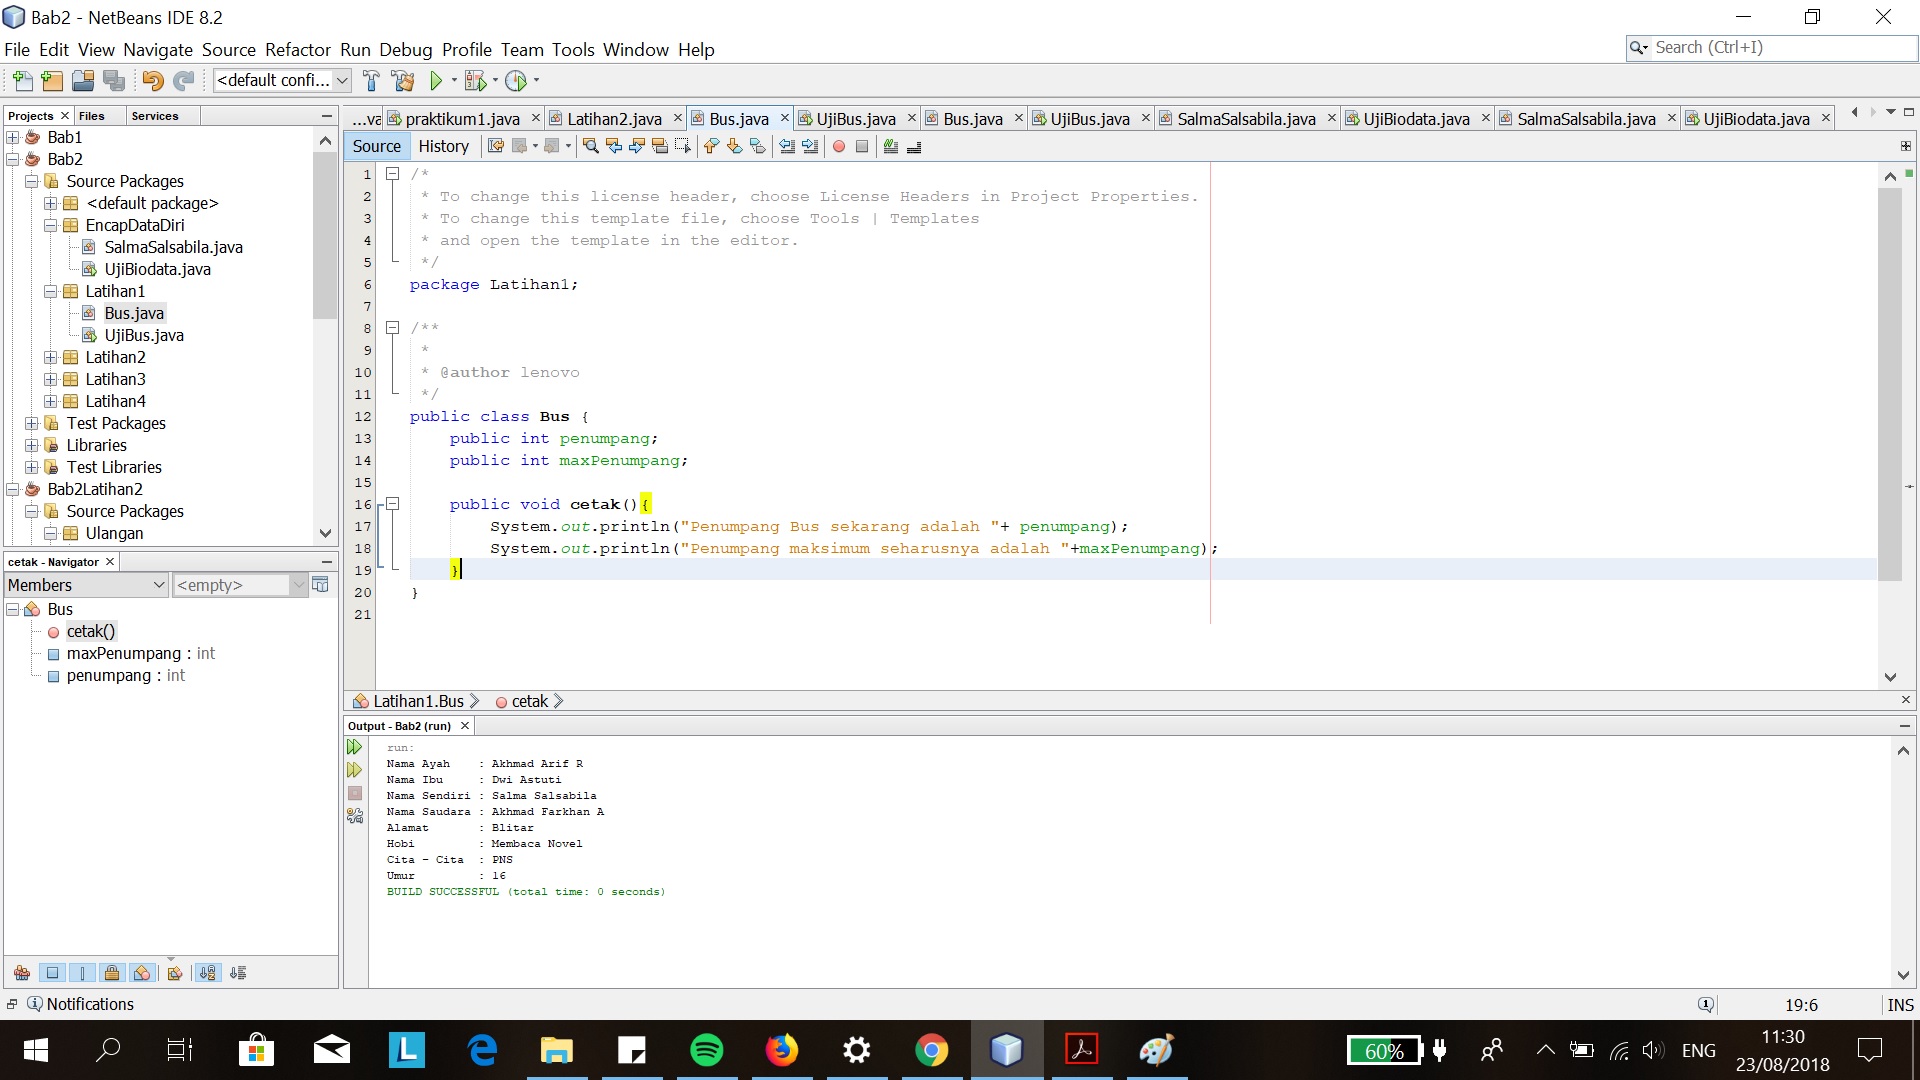 Bab2 - NetBeans IDE 8.2
File Edit View Navigate Source Refactor Run Debug Profile Team Tools Window Help
Search (Ctrl+I)
<default confi...
Projects Files Services
Bab1
Bab2
Source Packages
<default package>
EncapDataDiri
SalmaSalsabila.java
UjiBiodata.java
Latihan1
Bus.java
UjiBus.java
Latihan2
Latihan3
Latihan4
Test Packages
Libraries
Test Libraries
Bab2Latihan2
Source Packages
Ulangan
cetak - Navigator
Members <empty>
Bus
cetak()
maxPenumpang : int
penumpang : int
...va praktikum1.java Latihan2.java Bus.java UjiBus.java Bus.java UjiBus.java SalmaSalsabila.java UjiBiodata.java SalmaSalsabila.java UjiBiodata.java
Source History
1 /*
2 * To change this license header, choose License Headers in Project Properties.
3 * To change this template file, choose Tools | Templates
4 * and open the template in the editor.
5 */
6 package Latihan1;
7
8 /**
9 *
10 * @author lenovo
11 */
12 public class Bus {
13 public int penumpang;
14 public int maxPenumpang;
15
16 public void cetak(){
17 System.out.println("Penumpang Bus sekarang adalah "+ penumpang);
18 System.out.println("Penumpang maksimum seharusnya adalah "+maxPenumpang);
19 }
20 }
21
Latihan1.Bus cetak
Output - Bab2 (run)
run:
Nama Ayah : Akhmad Arif R
Nama Ibu : Dwi Astuti
Nama Sendiri : Salma Salsabila
Nama Saudara : Akhmad Farkhan A
Alamat : Blitar
Hobi : Membaca Novel
Cita - Cita : PNS
Umur : 16
BUILD SUCCESSFUL (total time: 0 seconds)
Notifications
19:6 INS
60%
ENG
11:30
23/08/2018